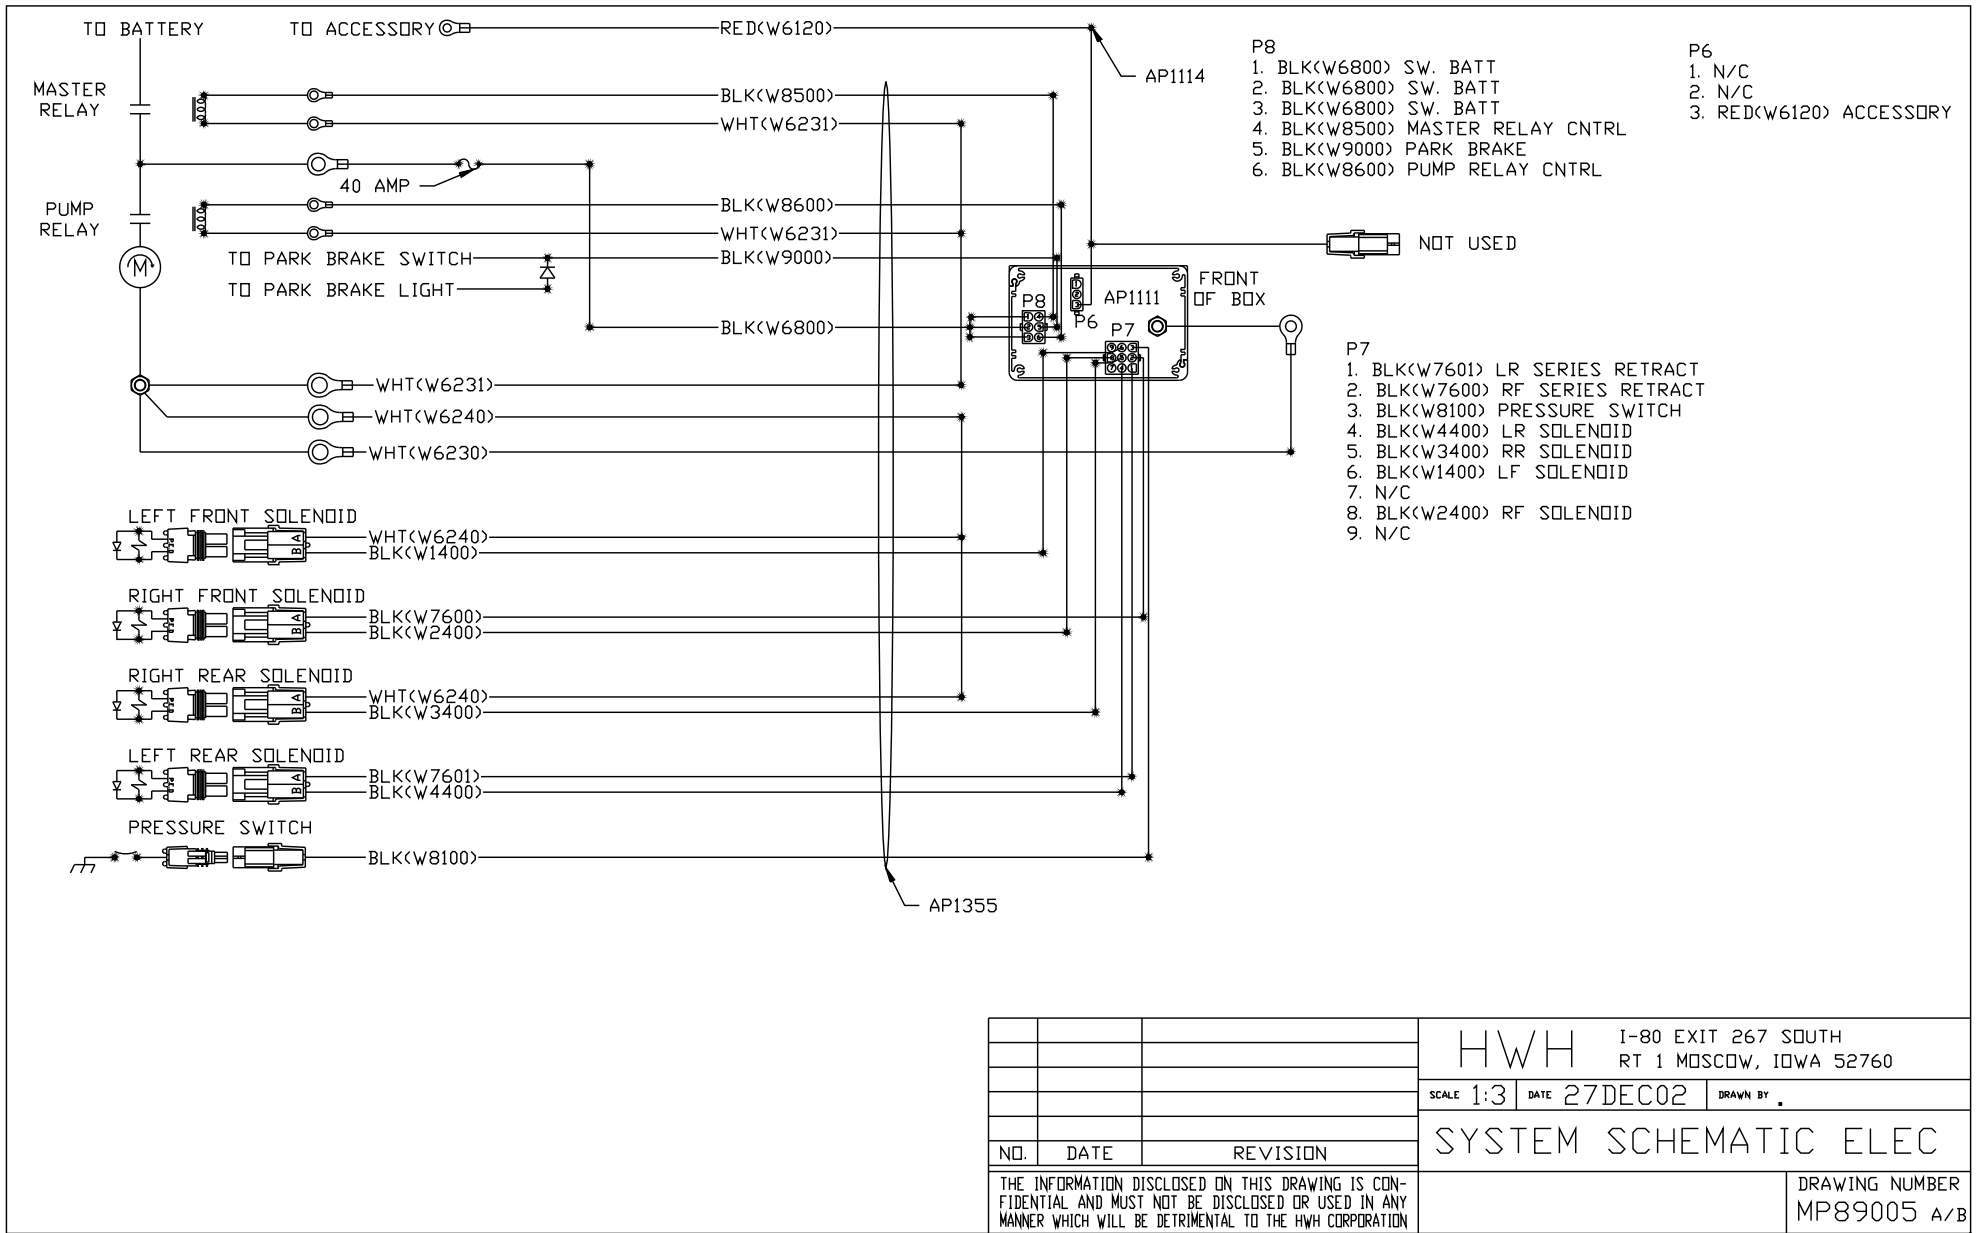 TO BATTERY
TO ACCESSORY
RED(W6120)
AP1114
MASTER
RELAY
BLK(W8500)
WHT(W6231)
40 AMP
PUMP
RELAY
M
BLK(W8600)
WHT(W6231)
TO PARK BRAKE SWITCH
BLK(W9000)
TO PARK BRAKE LIGHT
BLK(W6800)
WHT(W6231)
WHT(W6240)
WHT(W6230)
P8
1. BLK(W6800) SW. BATT
2. BLK(W6800) SW. BATT
3. BLK(W6800) SW. BATT
4. BLK(W8500) MASTER RELAY CNTRL
5. BLK(W9000) PARK BRAKE
6. BLK(W8600) PUMP RELAY CNTRL
P6
1. N/C
2. N/C
3. RED(W6120) ACCESSORY
NOT USED
FRONT
OF BOX
P8
P6
AP1111
P7
P7
1. BLK(W7601) LR SERIES RETRACT
2. BLK(W7600) RF SERIES RETRACT
3. BLK(W8100) PRESSURE SWITCH
4. BLK(W4400) LR SOLENOID
5. BLK(W3400) RR SOLENOID
6. BLK(W1400) LF SOLENOID
7. N/C
8. BLK(W2400) RF SOLENOID
9. N/C
LEFT FRONT SOLENOID
A
B
WHT(W6240)
BLK(W1400)
RIGHT FRONT SOLENOID
A
B
BLK(W7600)
BLK(W2400)
RIGHT REAR SOLENOID
A
B
WHT(W6240)
BLK(W3400)
LEFT REAR SOLENOID
A
B
BLK(W7601)
BLK(W4400)
PRESSURE SWITCH
BLK(W8100)
AP1355
NO. DATE REVISION
THE INFORMATION DISCLOSED ON THIS DRAWING IS CON-
FIDENTIAL AND MUST NOT BE DISCLOSED OR USED IN ANY
MANNER WHICH WILL BE DETRIMENTAL TO THE HWH CORPORATION
HWH
I-80 EXIT 267 SOUTH
RT 1 MOSCOW, IOWA 52760
SCALE 1:3 DATE 27DEC02 DRAWN BY .
SYSTEM SCHEMATIC ELEC
DRAWING NUMBER
MP89005 A/B